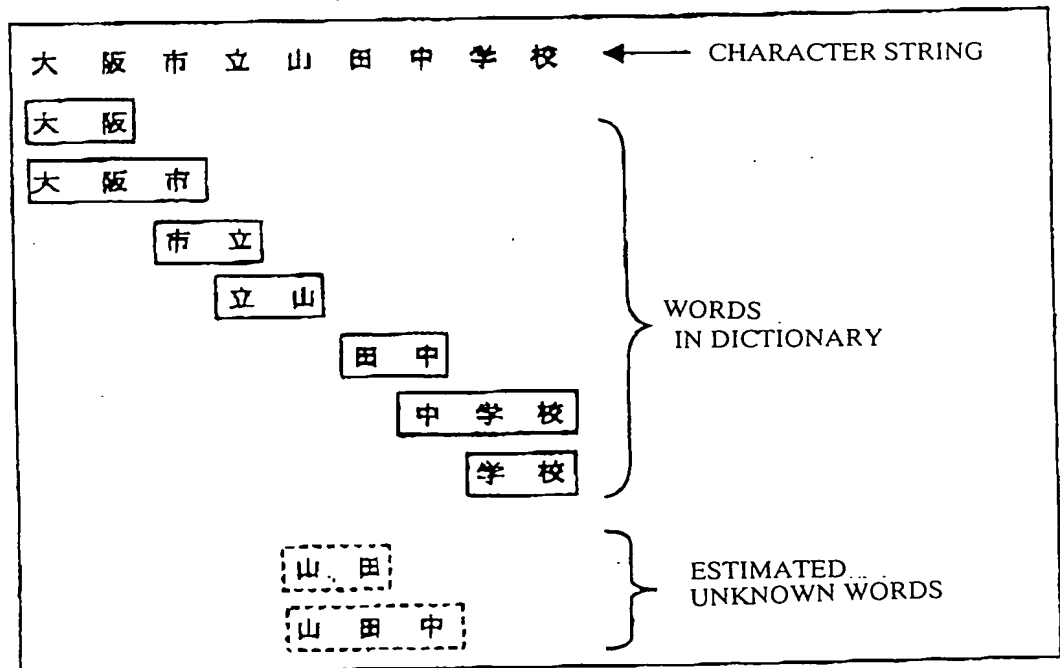 大阪市立山田中学校 CHARACTER STRING
大阪
大阪市
市立
立山
田中
中学校
学校
WORDS
IN DICTIONARY
山田
山田中
ESTIMATED
UNKNOWN WORDS